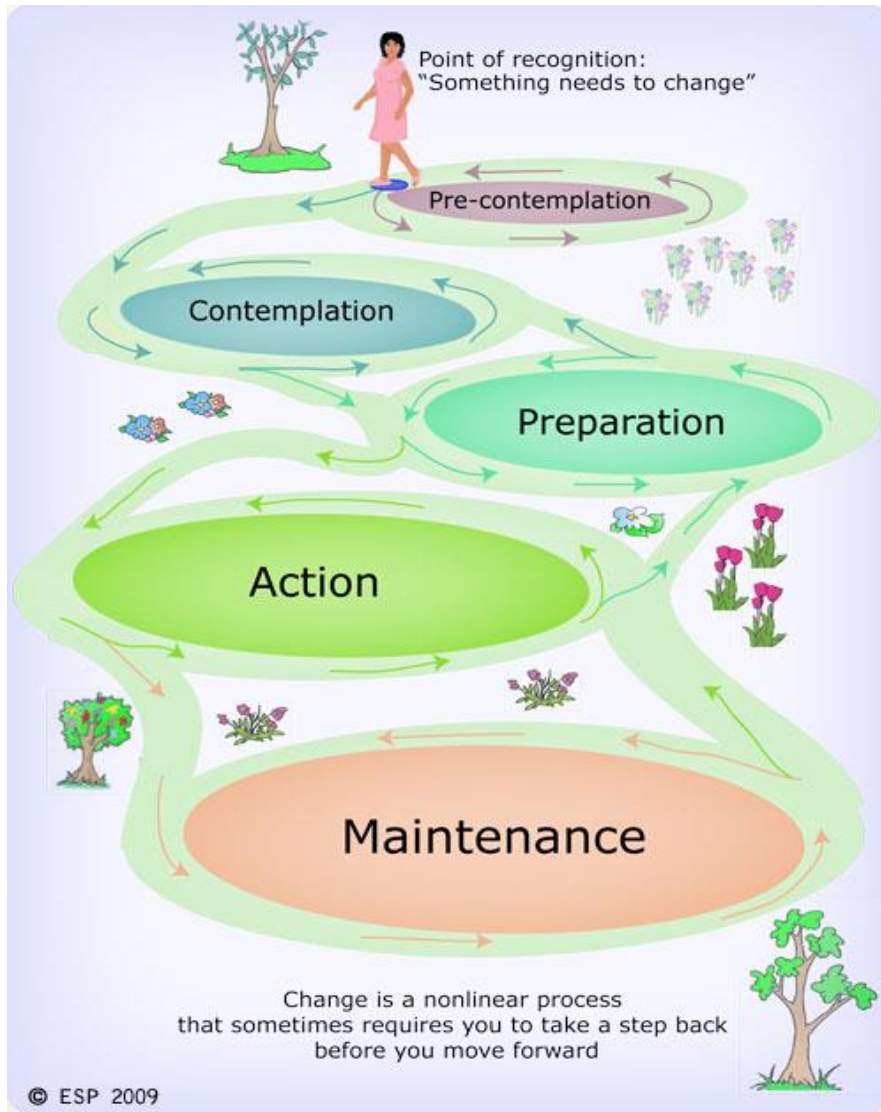 Point of recognition:
“Something needs to change”
Pre-contemplation
Contemplation
Preparation
Action
Maintenance
Change is a nonlinear process
that sometimes requires you to take a step back
before you move forward
© ESP 2009